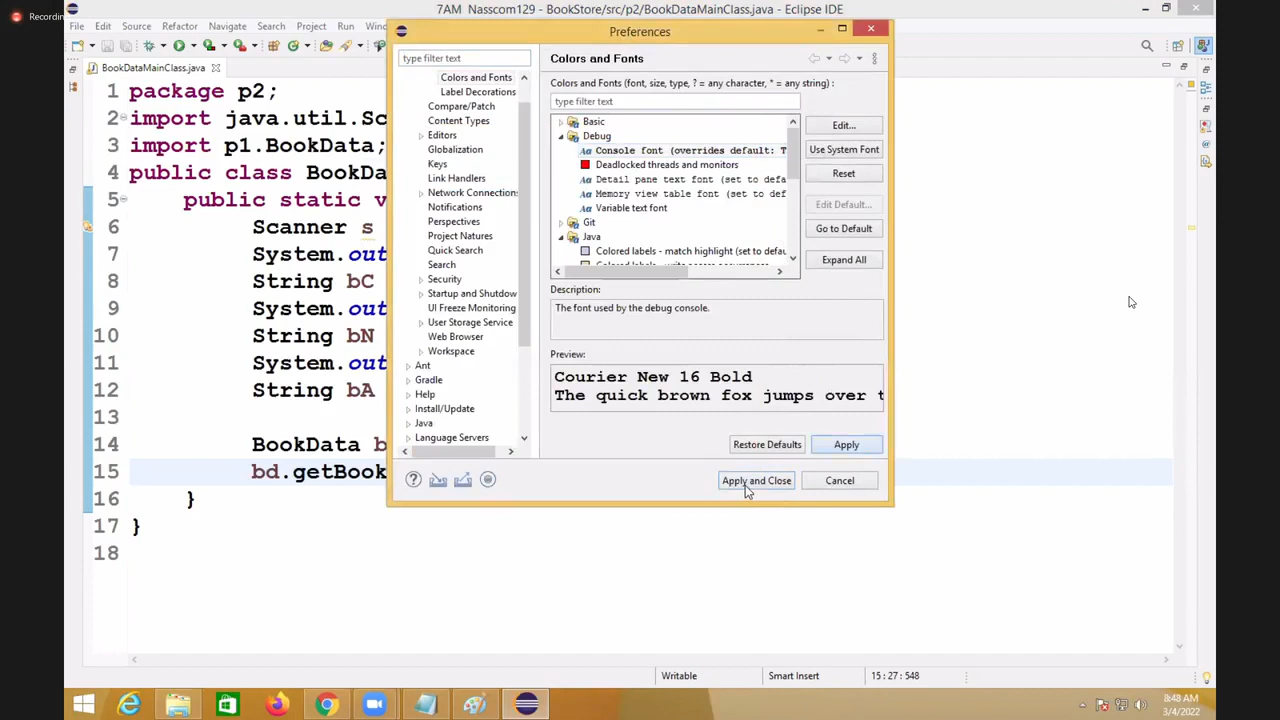 Recordin
7AM Nasscom129 - BookStore/src/p2/BookDataMainClass.java - Eclipse IDE
File Edit Source Refactor Navigate Search Project Run
BookDataMainClass.java
1 package p2;
2 import java.util.Sc
3 import p1.BookData;
4 public class BookDa
5 public static v
6 Scanner s
7 System.out
8 String bC
9 System.out
10 String bN
11 System.out
12 String bA
13
14 BookData b
15 bd.getBook
16 }
17 }
18
Preferences
type filter text
Colors and Fonts
Label Decorations
Compare/Patch
Content Types
Editors
Globalization
Keys
Link Handlers
Network Connection:
Notifications
Perspectives
Project Natures
Quick Search
Search
Security
Startup and Shutdow
UI Freeze Monitoring
User Storage Service
Web Browser
Workspace
Ant
Gradle
Help
Install/Update
Java
Language Servers
Colors and Fonts
Colors and Fonts (font, size, type, ? = any character, * = any string) :
type filter text
Basic
Debug
Aa Console font (overrides default: T
Deadlocked threads and monitors
Aa Detail pane text font (set to defa
Aa Memory view table font (set to def
Aa Variable text font
Git
Java
Colored labels - match highlight (set to defau
Edit...
Use System Font
Reset
Edit Default...
Go to Default
Expand All
Description:
The font used by the debug console.
Preview:
Courier New 16 Bold
The quick brown fox jumps over t
Restore Defaults Apply
Apply and Close Cancel
Writable Smart Insert 15 : 27 : 548
8:48 AM
3/4/2022